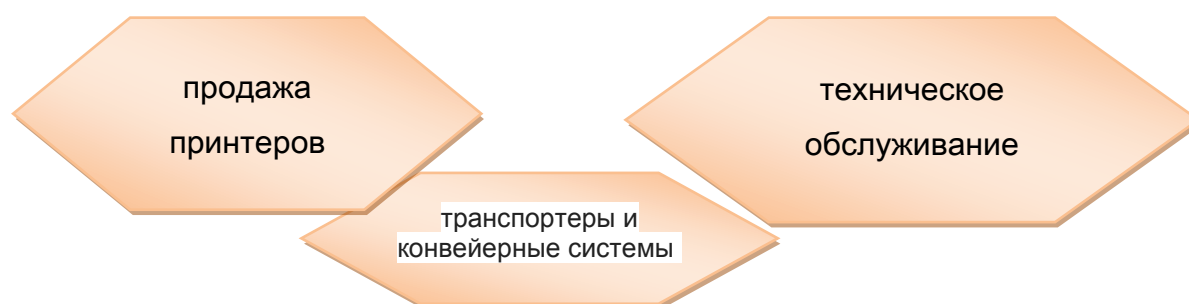 продажа
принтеров
техническое
обслуживание
транспортеры и
конвейерные системы